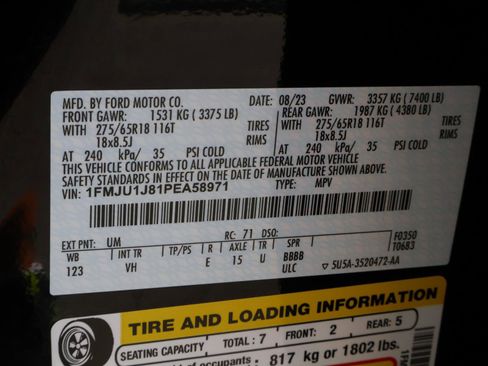 MFD. BY FORD MOTOR CO. DATE: 08/23 GVWR: 3357 KG (7400 LB)
FRONT GAWR: 1531 KG (3375 LB) REAR GAWR: 1987 KG (4380 LB)
WITH 275/65R18 116T TIRES WITH 275/65R18 116T TIRES
18x8.5J RIMS 18x8.5J RIMS
AT 240 kPa/ 35 PSI COLD AT 240 kPa/ 35 PSI COLD
THIS VEHICLE CONFORMS TO ALL APPLICABLE FEDERAL MOTOR VEHICLE
SAFETY STANDARDS IN EFFECT ON THE DATE OF MANUFACTURE SHOWN ABOVE.
VIN: 1FMJU1J81PEA58971 TYPE: MPV
EXT PNT: UM RC: 71 DSO: F0350
WB INT TR TP/PS R AXLE TR SPR T0683
123 VH E 15 U BBBB
ULC ▽ 5U5A-3520472-AA
TIRE AND LOADING INFORMATION
SEATING CAPACITY TOTAL : 7 FRONT: 2 REAR: 5
of occupants 817 kg or 1802 lbs.